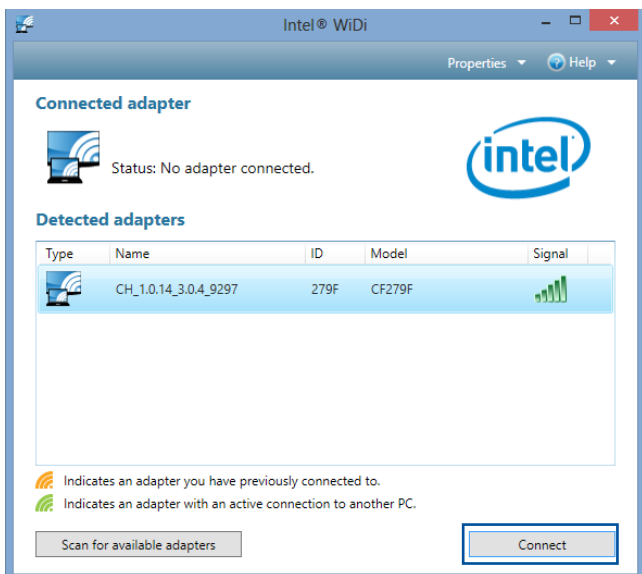 Intel® WiDi
Properties Help
Connected adapter
Status: No adapter connected.
intel
Detected adapters
Type Name ID Model Signal
CH_1.0.14_3.0.4_9297 279F CF279F
Indicates an adapter you have previously connected to.
Indicates an adapter with an active connection to another PC.
Scan for available adapters Connect